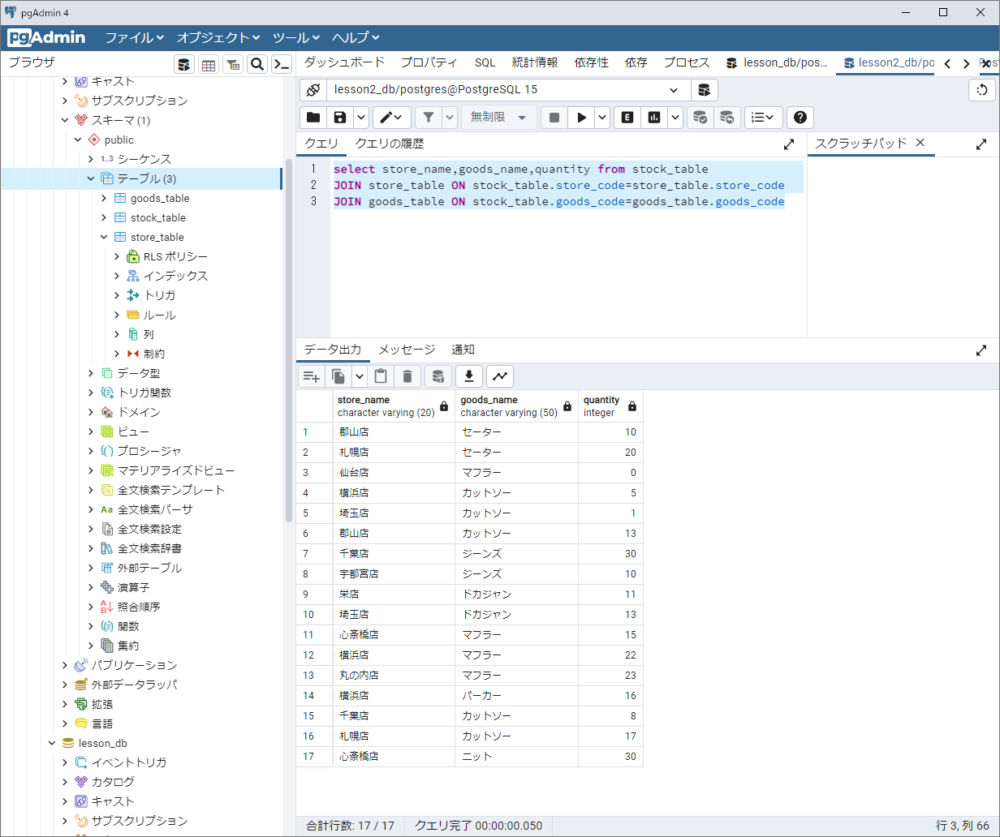 pgAdmin 4
pgAdmin ファイル オブジェクト ツール ヘルプ
ブラウザ
ダッシュボード プロパティ SQL 統計情報 依存性 依存 プロセス lesson_db/pos... lesson2_db/po
キャスト
サブスクリプション
スキーマ (1)
public
1..3 シーケンス
テーブル (3)
goods_table
stock_table
store_table
RLS ポリシー
インデックス
トリガ
ルール
列
制約
データ型
トリガ関数
ドメイン
ビュー
プロシージャ
マテリアライズドビュー
全文検索テンプレート
Aa 全文検索パーサ
全文検索設定
全文検索辞書
外部テーブル
演算子
照合順序
関数
集約
パブリケーション
外部データラッパ
拡張
言語
lesson_db
イベントトリガ
カタログ
キャスト
サブスクリプション
lesson2_db/postgres@PostgreSQL 15
無制限
E
クエリ クエリの履歴
スクラッチパッド
1 select store_name,goods_name,quantity from stock_table
2 JOIN store_table ON stock_table.store_code=store_table.store_code
3 JOIN goods_table ON stock_table.goods_code=goods_table.goods_code
データ出力 メッセージ 通知
store_name goods_name quantity
character varying (20) character varying (50) integer
1 郡山店 セーター 10
2 札幌店 セーター 20
3 仙台店 マフラー 0
4 横浜店 カットソー 5
5 埼玉店 カットソー 1
6 郡山店 カットソー 13
7 千葉店 ジーンズ 30
8 宇都宮店 ジーンズ 10
9 栄店 ドカジャン 11
10 埼玉店 ドカジャン 13
11 心斎橋店 マフラー 15
12 横浜店 マフラー 22
13 丸の内店 マフラー 23
14 横浜店 パーカー 16
15 千葉店 カットソー 8
16 札幌店 カットソー 17
17 心斎橋店 ニット 30
合計行数: 17 / 17 クエリ完了 00:00:00.050
行 3, 列 66